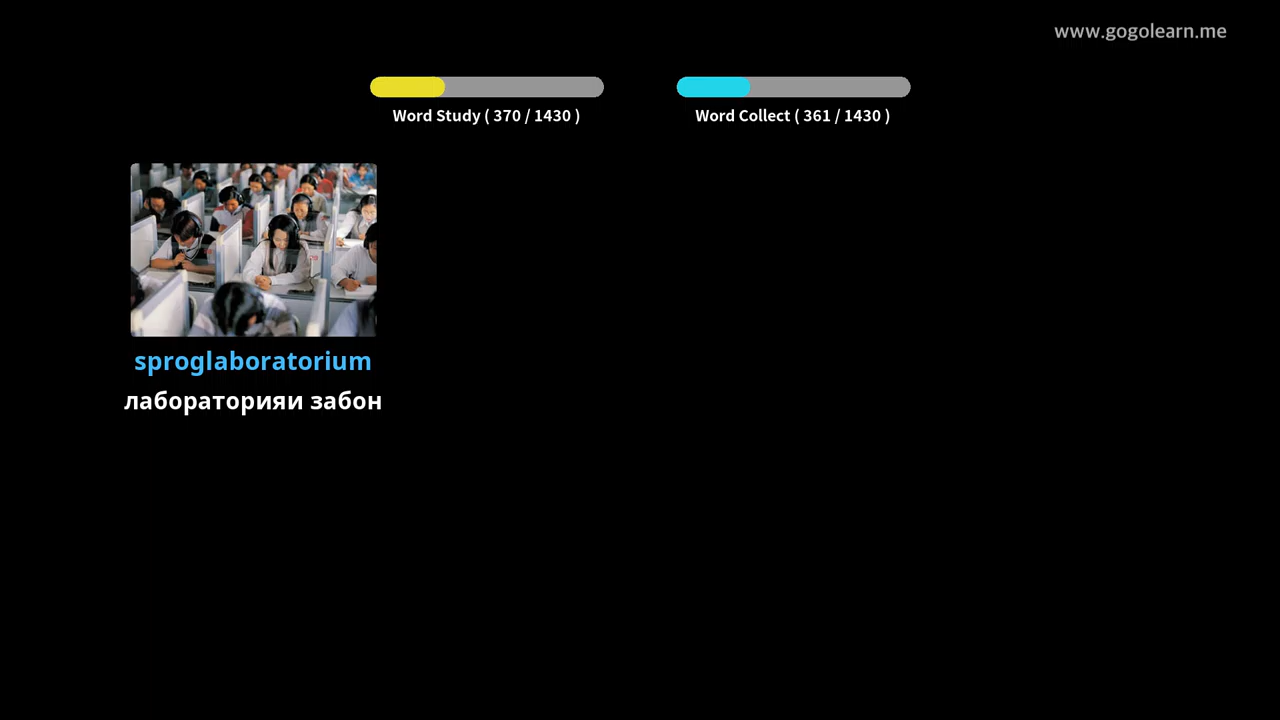 www.gogolearn.me
Word Study ( 370 / 1430 )
Word Collect ( 361 / 1430 )
sproglaboratorium
лабораторияи забон